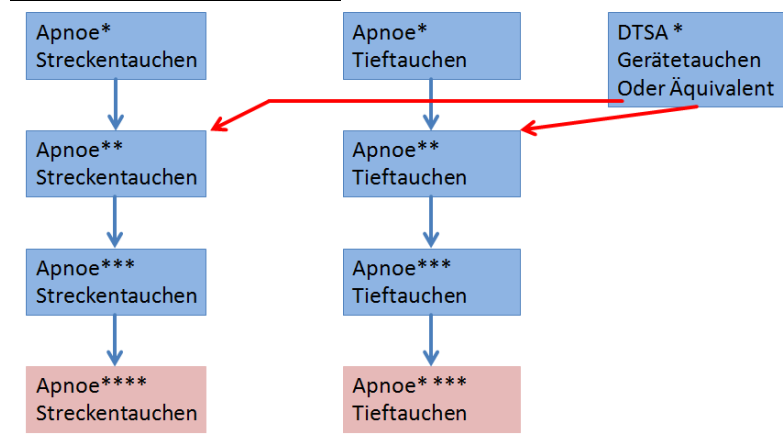 Apnoe*
Streckentauchen
Apnoe*
Tieftauchen
DTSA *
Gerätetauchen
Oder Äquivalent
Apnoe**
Streckentauchen
Apnoe**
Tieftauchen
Apnoe***
Streckentauchen
Apnoe***
Tieftauchen
Apnoe****
Streckentauchen
Apnoe* ***
Tieftauchen